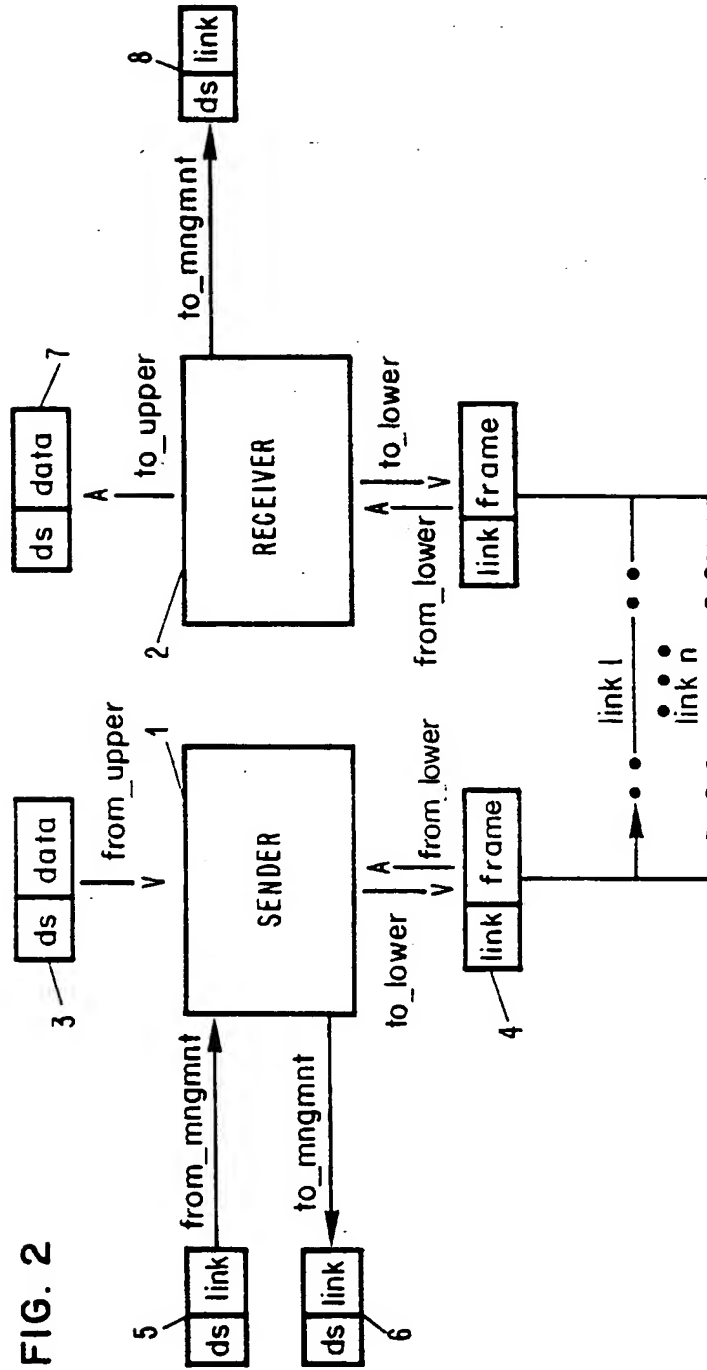 FIG. 2
3
ds data
from_upper
5
ds link
from_mngmnt
1
SENDER
to_mngmnt
ds link
6
to_lower
from_lower
link frame
4
7
ds data
to_upper
2
RECEIVER
to_mngmnt
8
ds link
from_lower
to_lower
link frame
link 1
link n